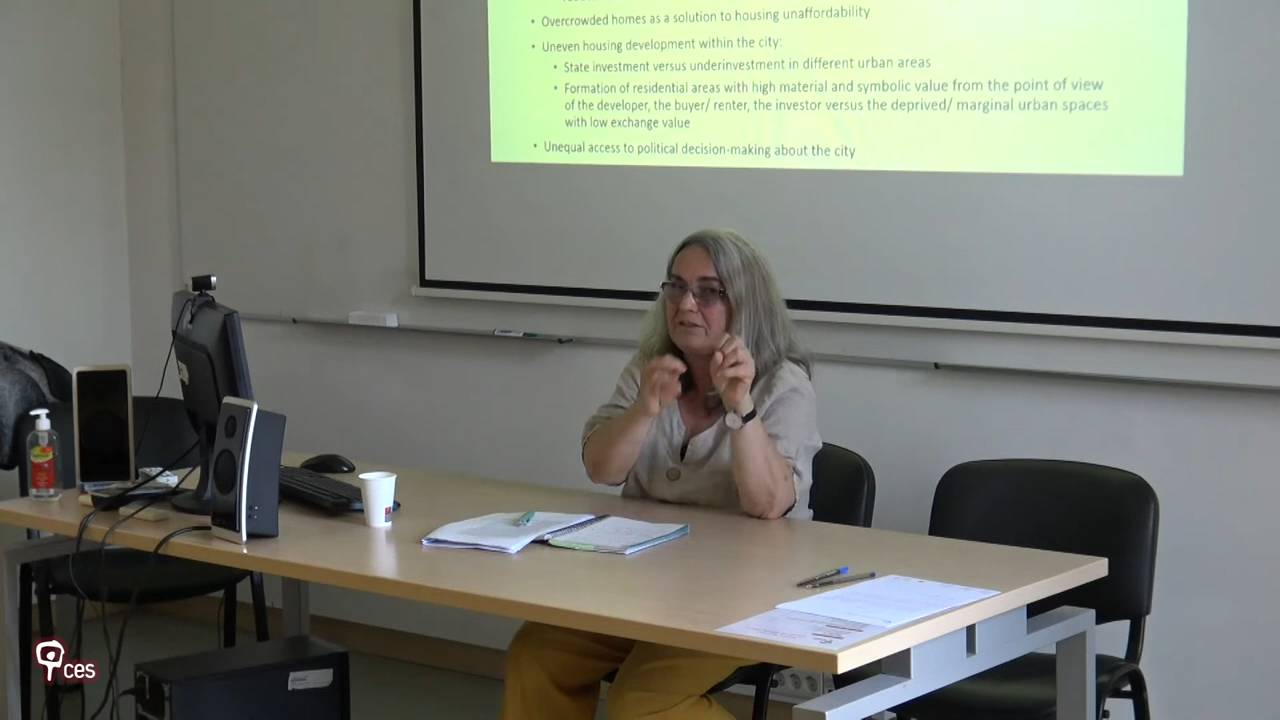 • Overcrowded homes as a solution to housing unaffordability
• Uneven housing development within the city:
• State investment versus underinvestment in different urban areas
• Formation of residential areas with high material and symbolic value from the point of view
of the developer, the buyer/ renter, the investor versus the deprived/ marginal urban spaces
with low exchange value
• Unequal access to political decision-making about the city
ces